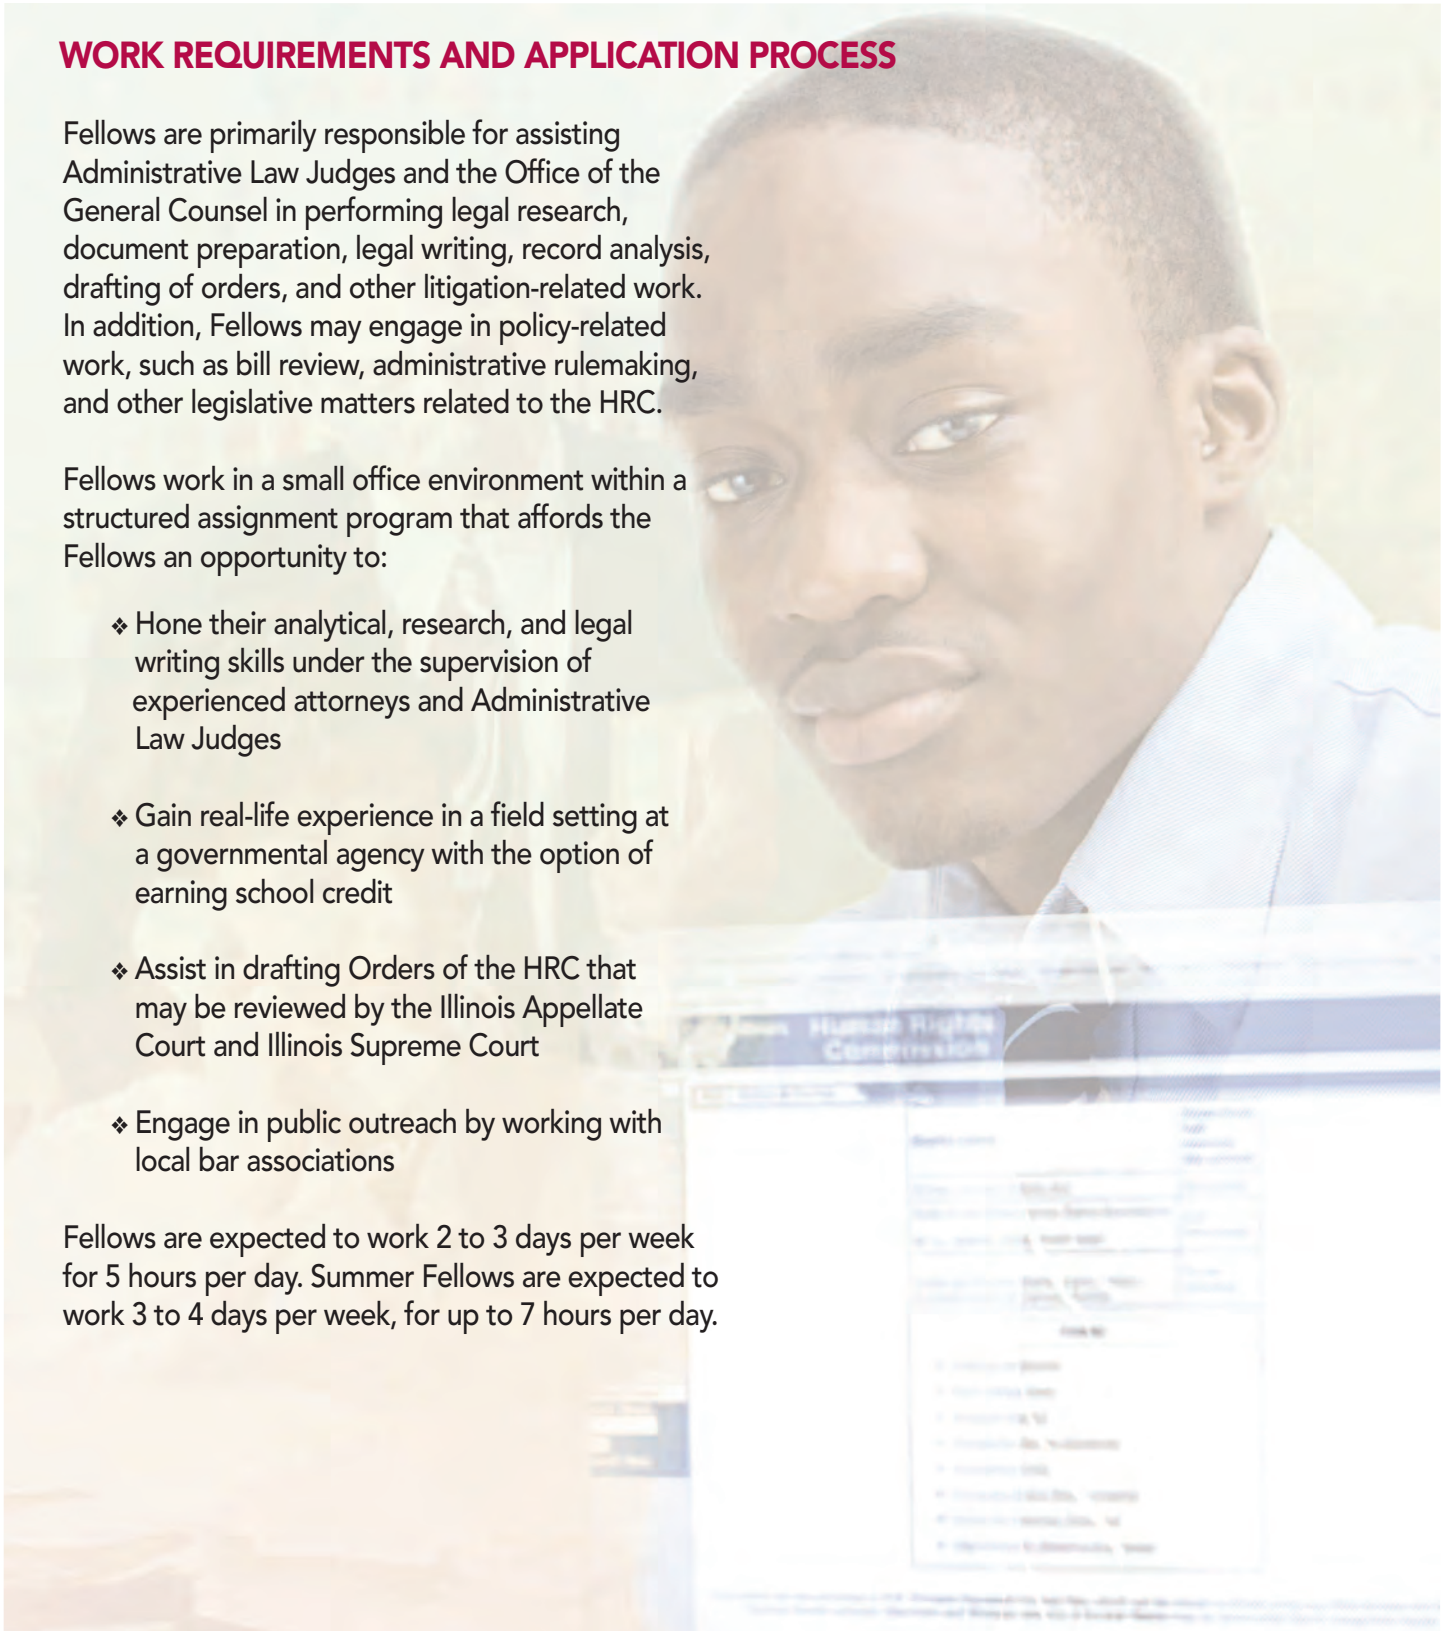 WORK REQUIREMENTS AND APPLICATION PROCESS
Fellows are primarily responsible for assisting
Administrative Law Judges and the Office of the
General Counsel in performing legal research,
document preparation, legal writing, record analysis,
drafting of orders, and other litigation-related work.
In addition, Fellows may engage in policy-related
work, such as bill review, administrative rulemaking,
and other legislative matters related to the HRC.
Fellows work in a small office environment within a
structured assignment program that affords the
Fellows an opportunity to:
❖ Hone their analytical, research, and legal
writing skills under the supervision of
experienced attorneys and Administrative
Law Judges
❖ Gain real-life experience in a field setting at
a governmental agency with the option of
earning school credit
❖ Assist in drafting Orders of the HRC that
may be reviewed by the Illinois Appellate
Court and Illinois Supreme Court
❖ Engage in public outreach by working with
local bar associations
Fellows are expected to work 2 to 3 days per week
for 5 hours per day. Summer Fellows are expected to
work 3 to 4 days per week, for up to 7 hours per day.
Human Rights
Commission